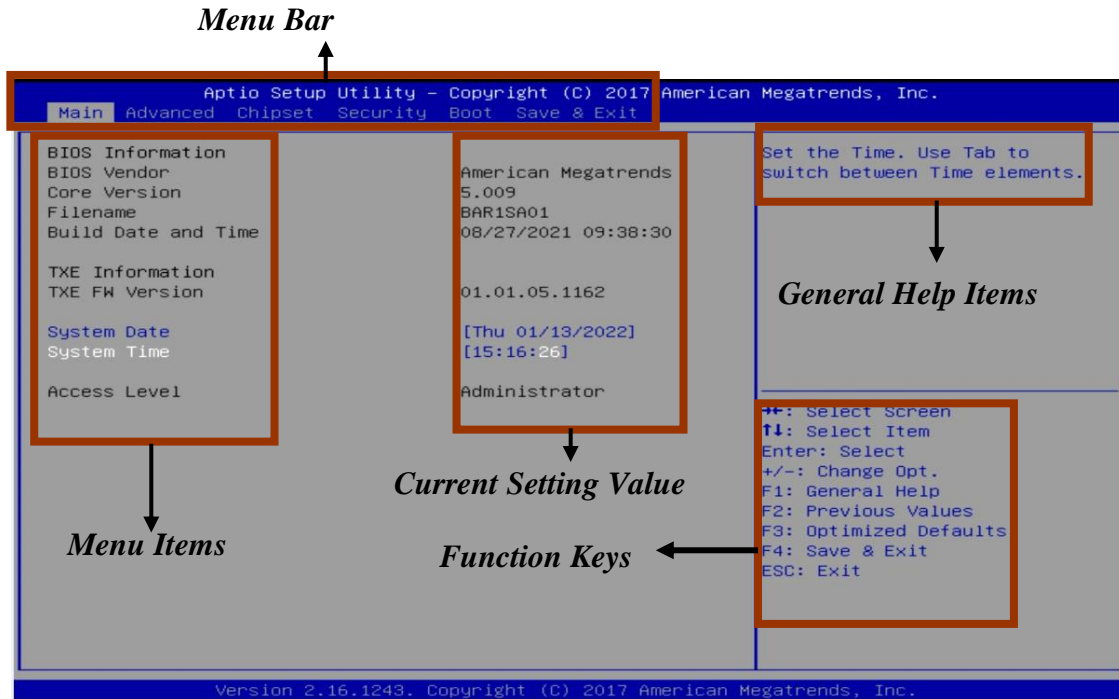 Menu Bar
Aptio Setup Utility – Copyright (C) 2017 American Megatrends, Inc.
Main Advanced Chipset Security Boot Save & Exit
BIOS Information
BIOS Vendor American Megatrends
Core Version 5.009
Filename BAR1SA01
Build Date and Time 08/27/2021 09:38:30
TXE Information
TXE FW Version 01.01.05.1162
System Date [Thu 01/13/2022]
System Time [15:16:26]
Access Level Administrator
Set the Time. Use Tab to
switch between Time elements.
General Help Items
→←: Select Screen
↑↓: Select Item
Enter: Select
+/-: Change Opt.
F1: General Help
F2: Previous Values
F3: Optimized Defaults
F4: Save & Exit
ESC: Exit
Current Setting Value
Menu Items
Function Keys
Version 2.16.1243. Copyright (C) 2017 American Megatrends, Inc.